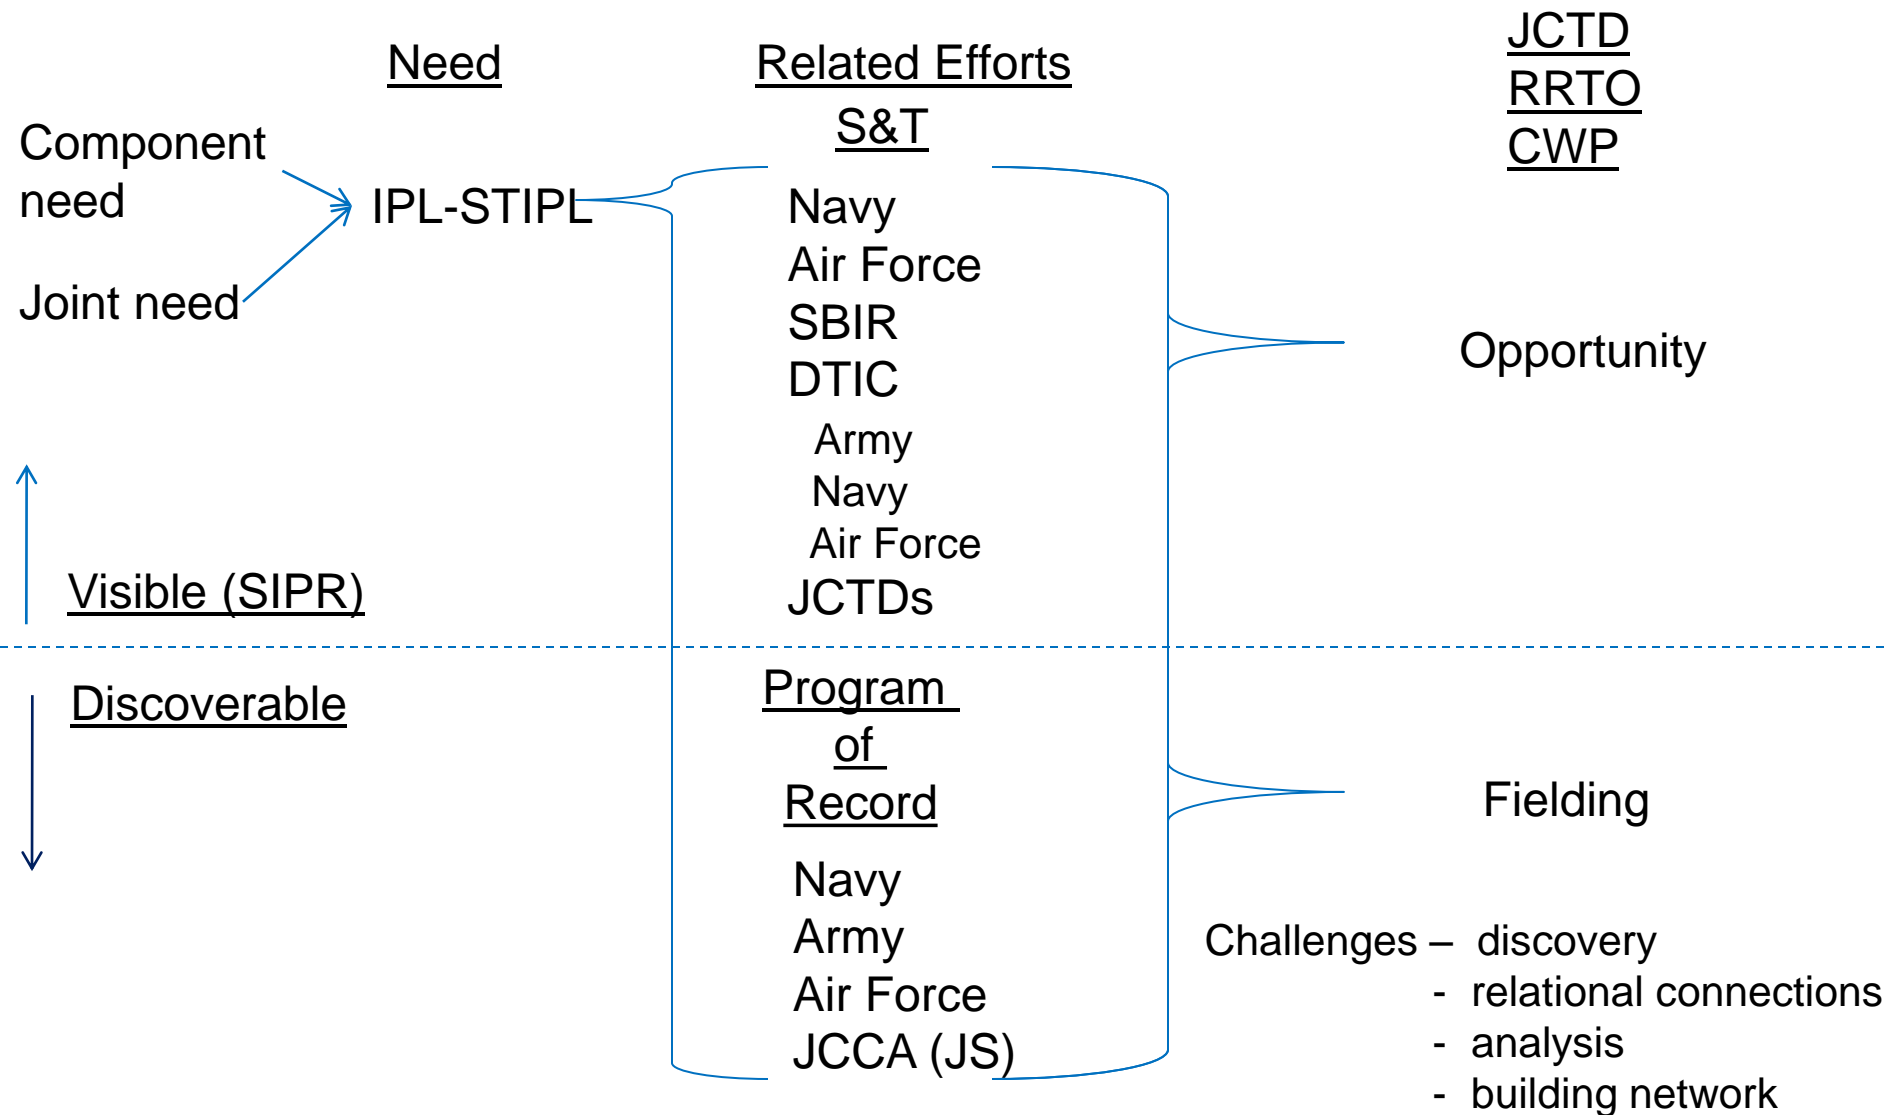 Need
Component
need
Joint need
IPL-STIPL
Related Efforts
S&T
Navy
Air Force
SBIR
DTIC
Army
Navy
Air Force
JCTDs
JCTD
RRTO
CWP
Opportunity
Visible (SIPR)
Discoverable
Program
of
Record
Navy
Army
Air Force
JCCA (JS)
Fielding
Challenges – discovery
- relational connections
- analysis
- building network